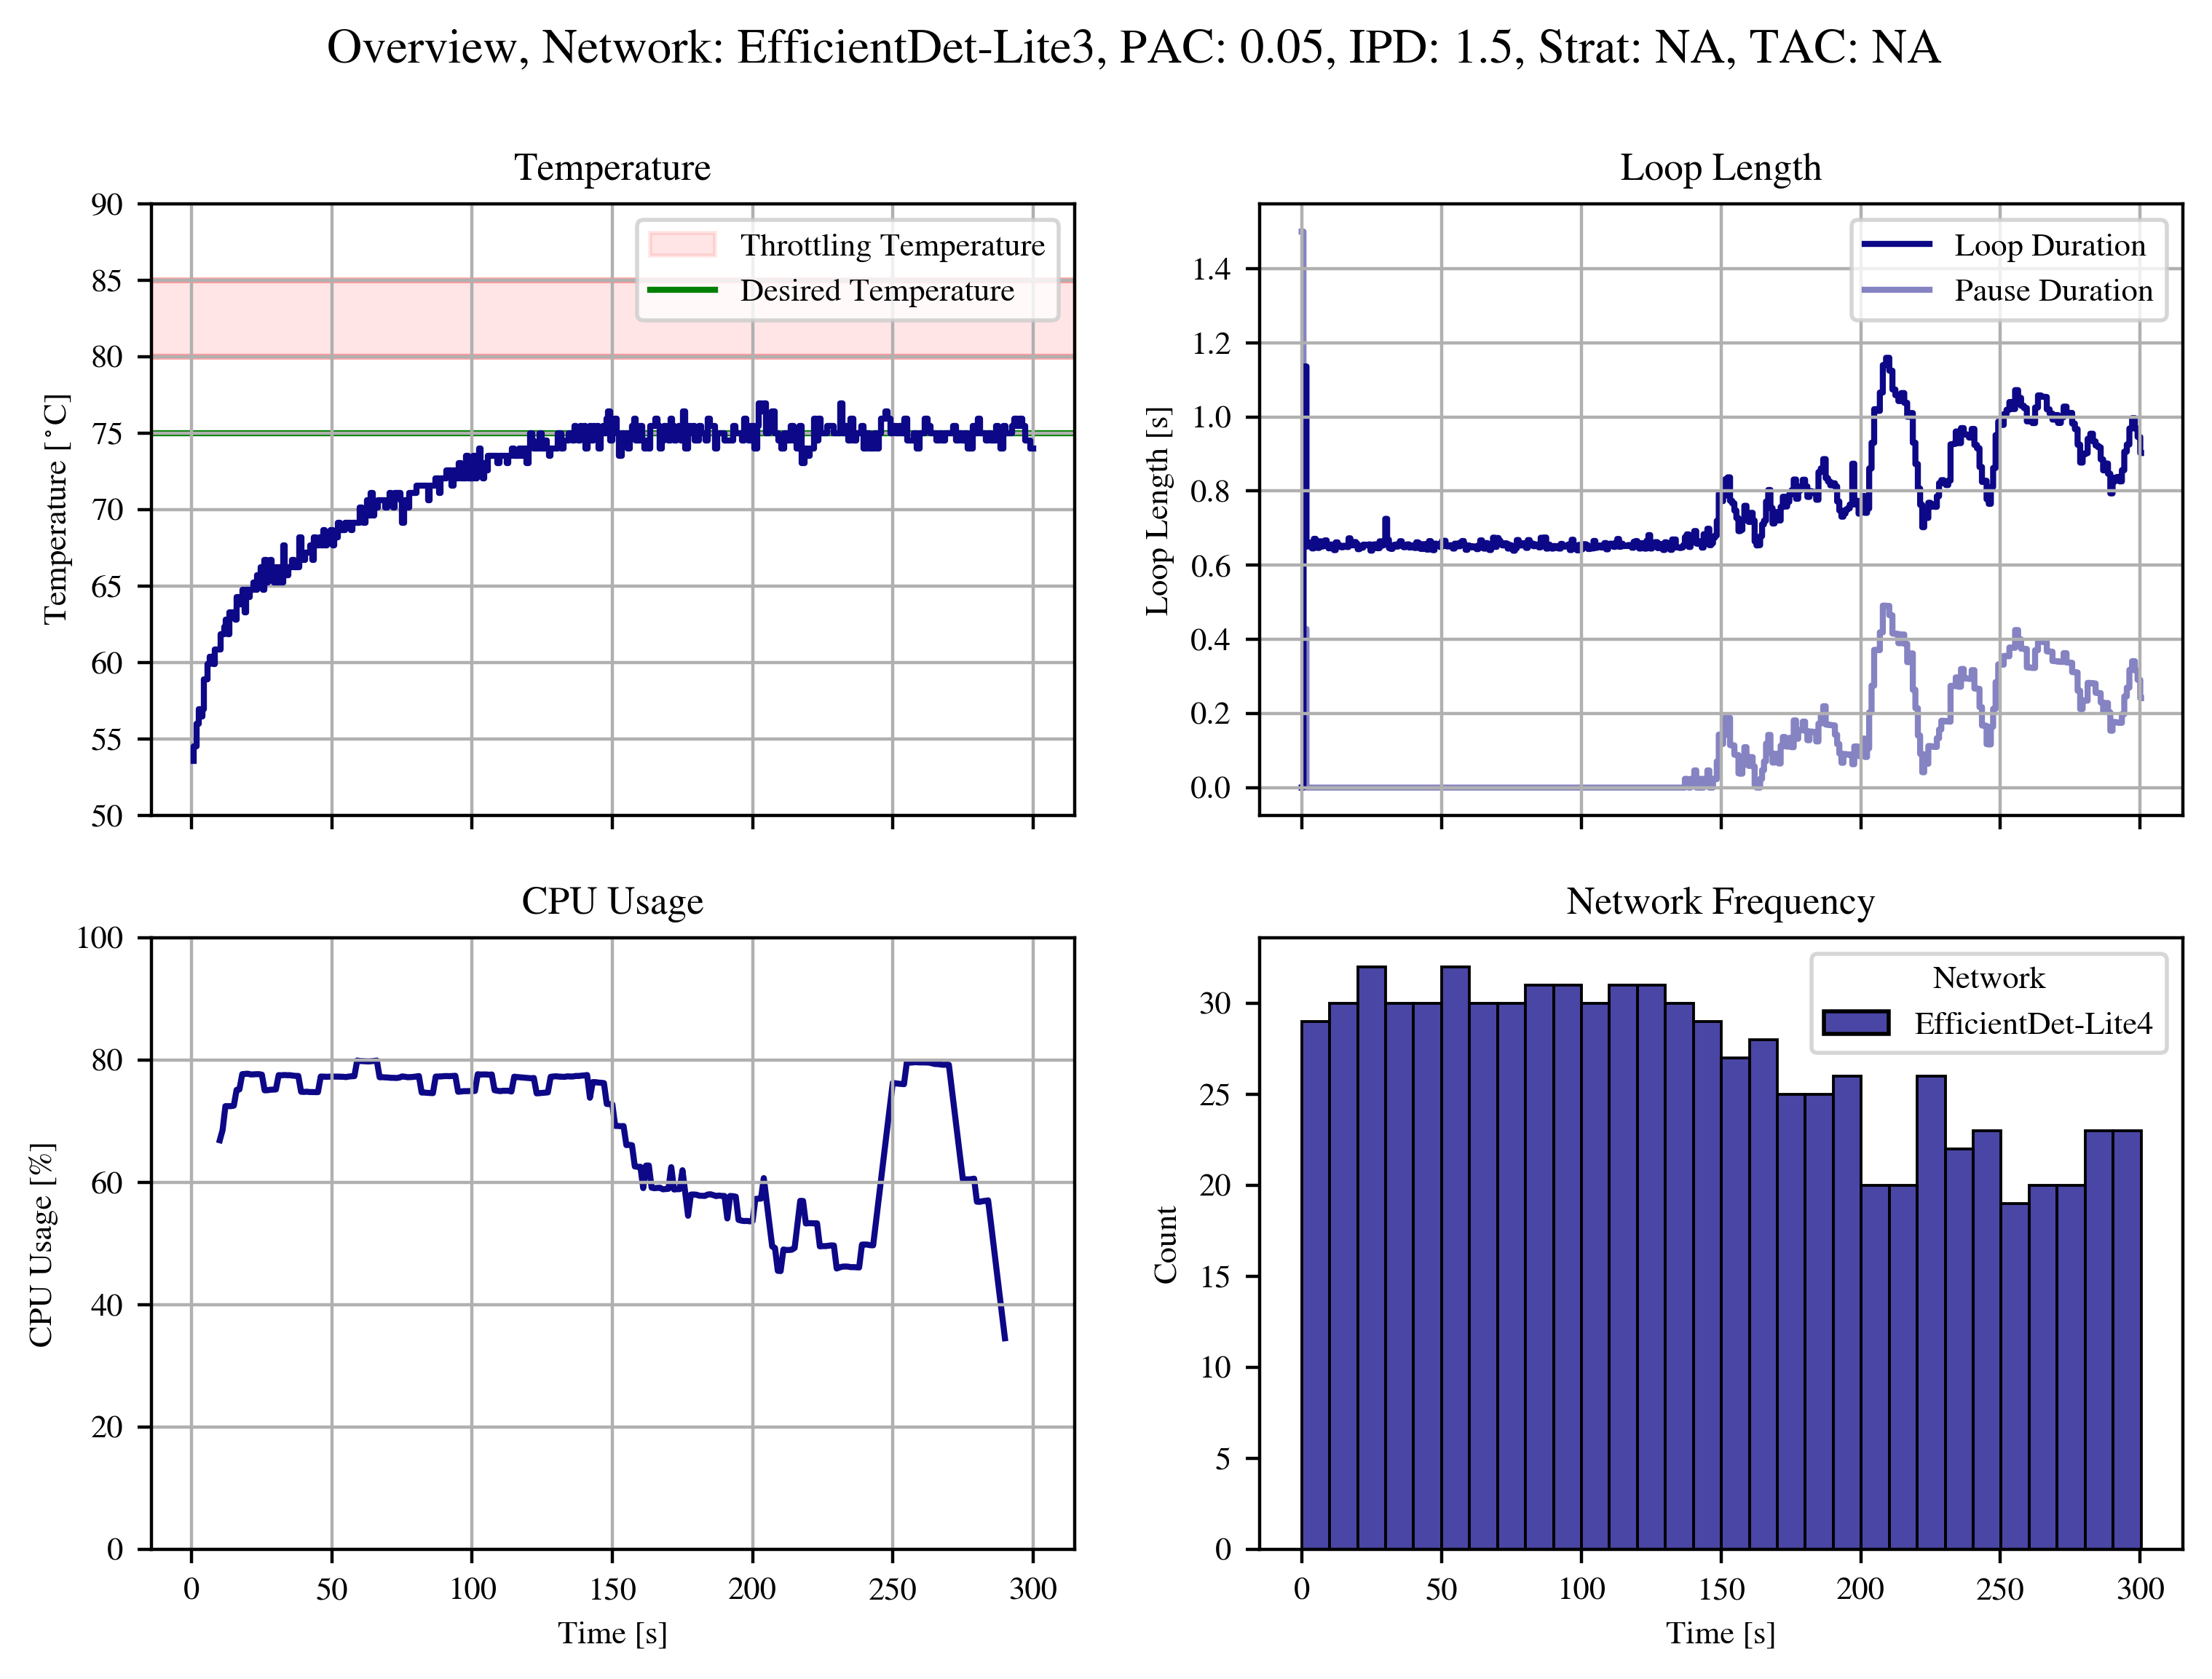 Overview, Network: EfficientDet-Lite3, PAC: 0.05, IPD: 1.5, Strat: NA, TAC: NA
Temperature
90
85
80
75
70
65
60
55
50
Temperature [°C]
Throttling Temperature
Desired Temperature
Loop Length
1.4
1.2
1.0
0.8
0.6
0.4
0.2
0.0
Loop Length [s]
Loop Duration
Pause Duration
CPU Usage
100
80
60
40
20
0
CPU Usage [%]
0 50 100 150 200 250 300
Time [s]
Network Frequency
30
25
20
15
10
5
0
Count
Network
EfficientDet-Lite4
0 50 100 150 200 250 300
Time [s]